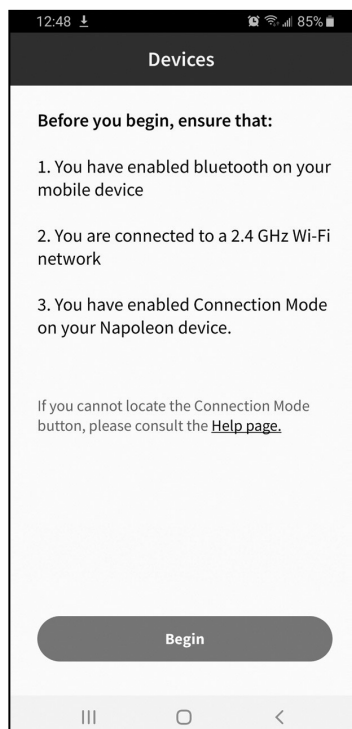 12:48 85%
Devices
Before you begin, ensure that:
1. You have enabled bluetooth on your
mobile device
2. You are connected to a 2.4 GHz Wi-Fi
network
3. You have enabled Connection Mode
on your Napoleon device.
If you cannot locate the Connection Mode
button, please consult the Help page.
Begin